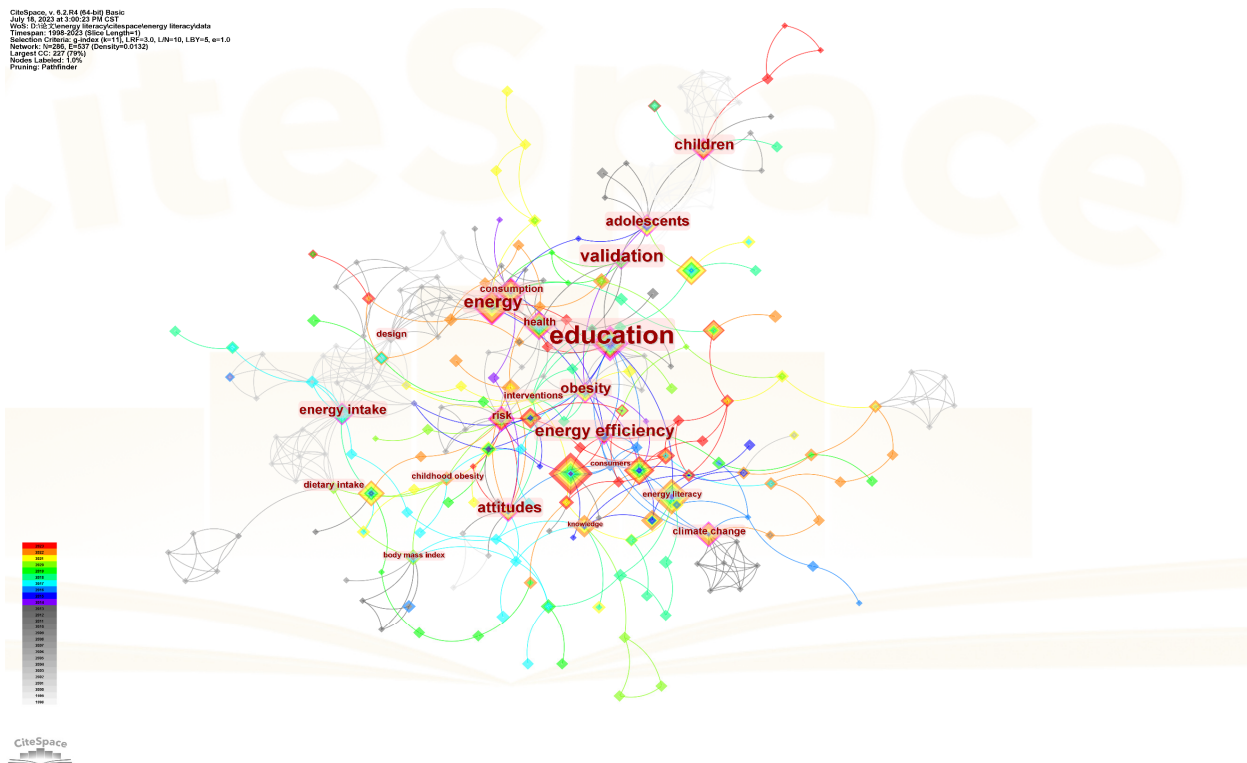 CiteSpace, v. 6.2.R4 (64-bit) Basic
July 18, 2023 at 3:00:23 PM CST
WoS: D:\论文\energy literacy\citespace\energy literacy\data
Timespan: 1998-2023 (Slice Length=1)
Selection Criteria: g-index (k=11), LRF=3.0, L/N=10, LBY=5, e=1.0
Network: N=286, E=537 (Density=0.0132)
Largest CC: 227 (79%)
Nodes Labeled: 1.0%
Pruning: Pathfinder
CiteSpace
children
adolescents
validation
consumption
energy
health
education
design
obesity
interventions
energy intake
risk
energy efficiency
consumers
childhood obesity
dietary intake
energy literacy
attitudes
knowledge
climate change
body mass index
CiteSpace